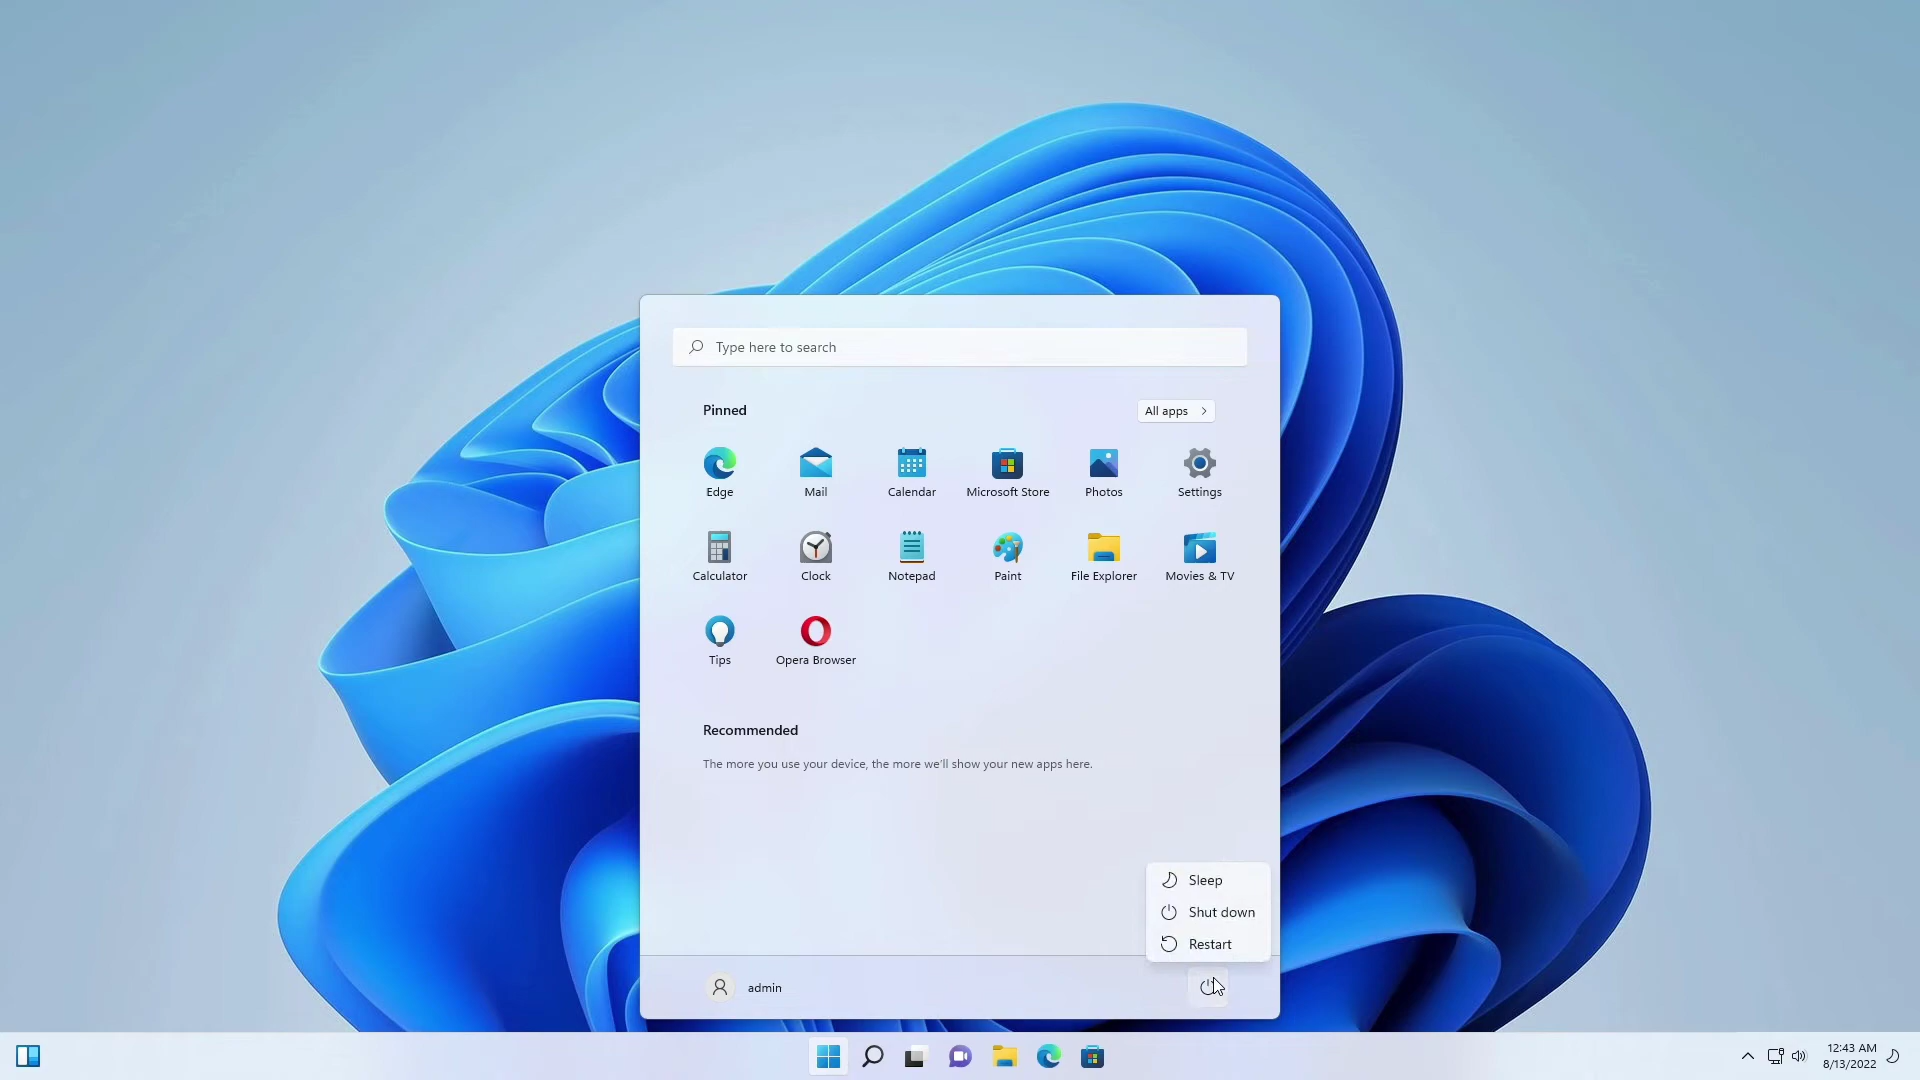 Type here to search
Pinned
All apps
Edge
Mail
Calendar
Microsoft Store
Photos
Settings
Calculator
Clock
Notepad
Paint
File Explorer
Movies & TV
Tips
Opera Browser
Recommended
The more you use your device, the more we'll show your new apps here.
Sleep
Shut down
Restart
admin
12:43 AM
8/13/2022